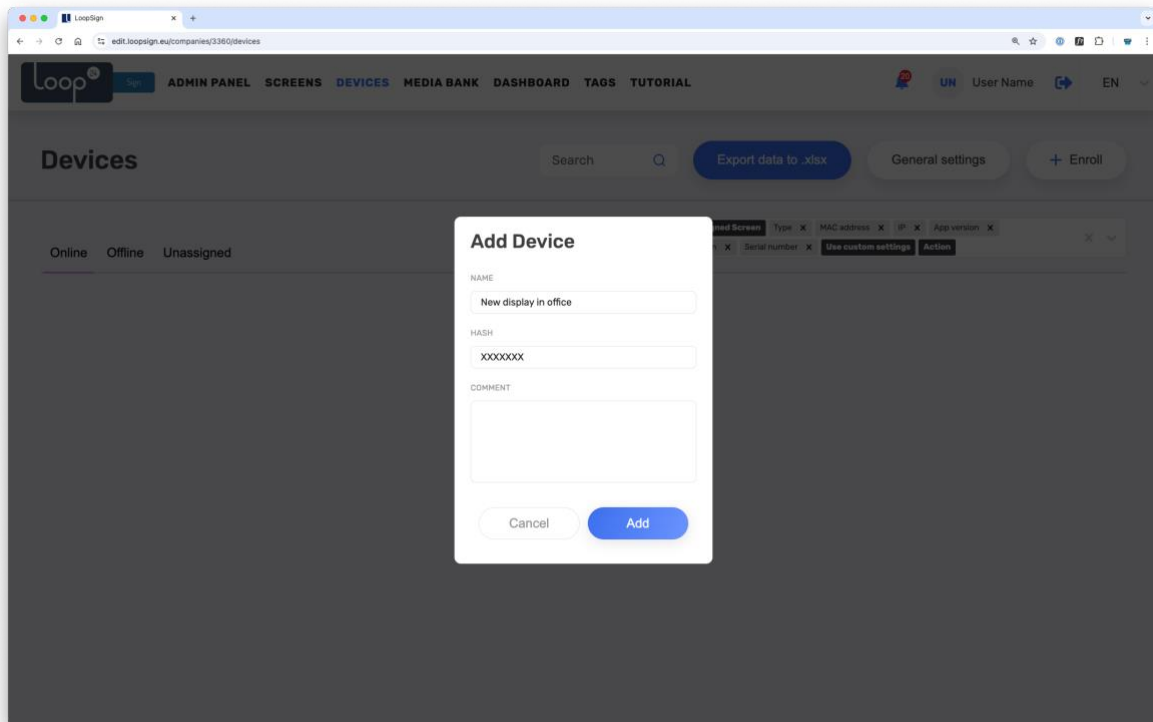 LoopSign
edit.loopsign.eu/companies/3360/devices
Loop Sign ADMIN PANEL SCREENS DEVICES MEDIA BANK DASHBOARD TAGS TUTORIAL 20 UN User Name EN
Devices Search Export data to .xlsx General settings + Enroll
Online Offline Unassigned
Screen Type X MAC address X IP X App version X
X Serial number X Use custom settings Action
Add Device
NAME
New display in office
HASH
XXXXXXX
COMMENT
Cancel Add